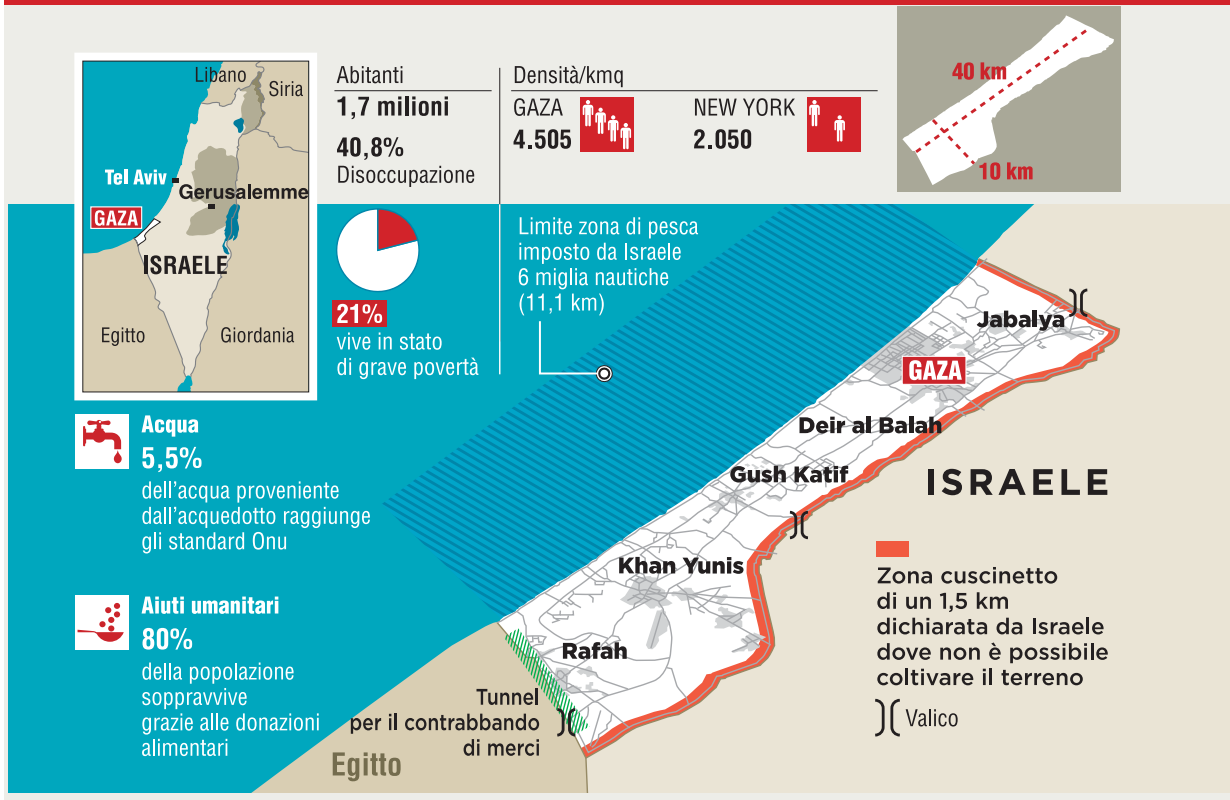 Libano
Siria
Tel Aviv
Gerusalemme
GAZA
ISRAELE
Egitto
Giordania
Abitanti
1,7 milioni
40,8%
Disoccupazione
Densità/kmq
GAZA
4.505
NEW YORK
2.050
40 km
10 km
21%
vive in stato
di grave povertà
Limite zona di pesca
imposto da Israele
6 miglia nautiche
(11,1 km)
Acqua
5,5%
dell'acqua proveniente
dall'acquedotto raggiunge
gli standard Onu
Aiuti umanitari
80%
della popolazione
sopravvive
grazie alle donazioni
alimentari
Jabalya
GAZA
Deir al Balah
Gush Katif
Khan Yunis
Rafah
ISRAELE
Tunnel
per il contrabbando
di merci
Egitto
Zona cuscinetto
di un 1,5 km
dichiarata da Israele
dove non è possibile
coltivare il terreno
Valico